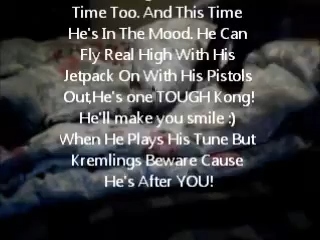 Time Too. And This Time
He's In The Mood. He Can
Fly Real High With His
Jetpack On With His Pistols
Out,He's one TOUGH Kong!
He'll make you smile :)
When He Plays His Tune But
Kremlings Beware Cause
He's After YOU!